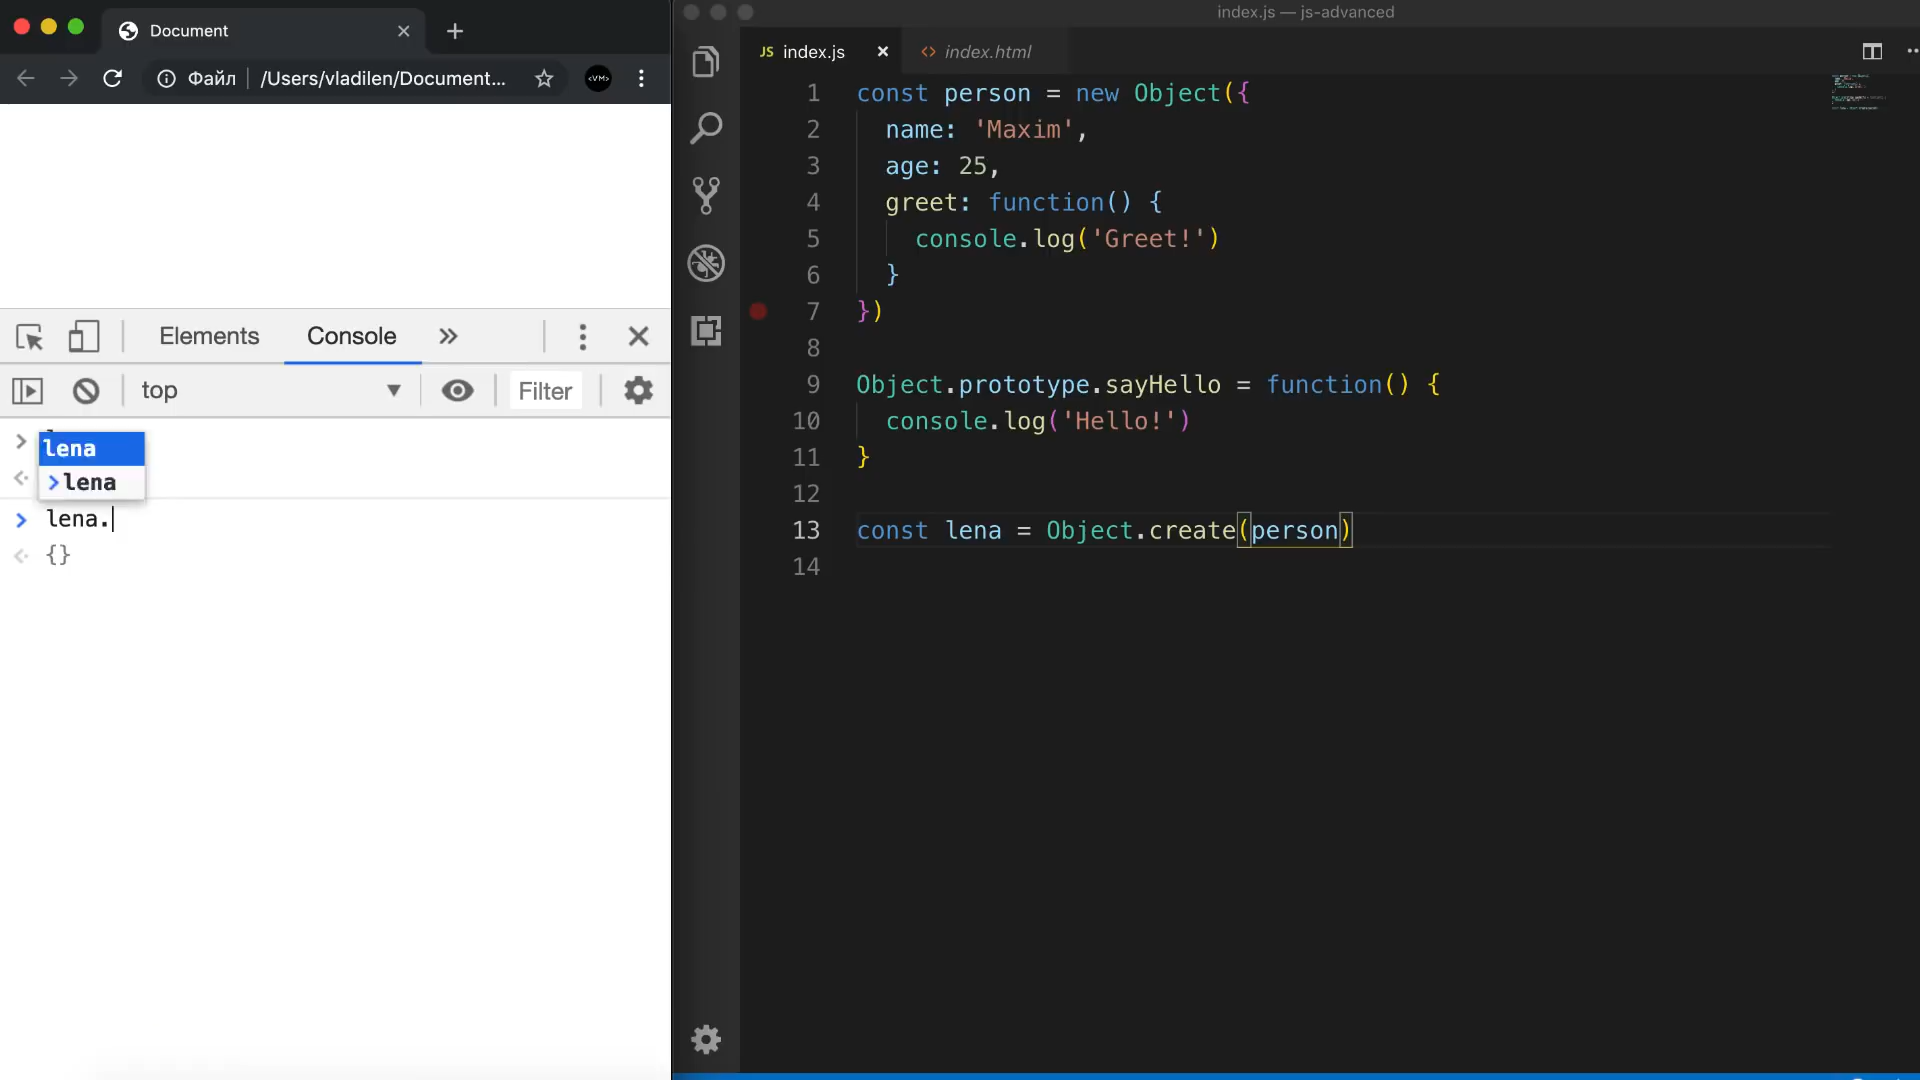 Document
Файл /Users/vladilen/Document...
<VM>
Elements
Console
top
Filter
lena
>lena
lena.
{}
index.js — js-advanced
JS index.js
<> index.html
1 const person = new Object({
2 name: 'Maxim',
3 age: 25,
4 greet: function() {
5 console.log('Greet!')
6 }
7 })
8
9 Object.prototype.sayHello = function() {
10 console.log('Hello!')
11 }
12
13 const lena = Object.create(person)
14